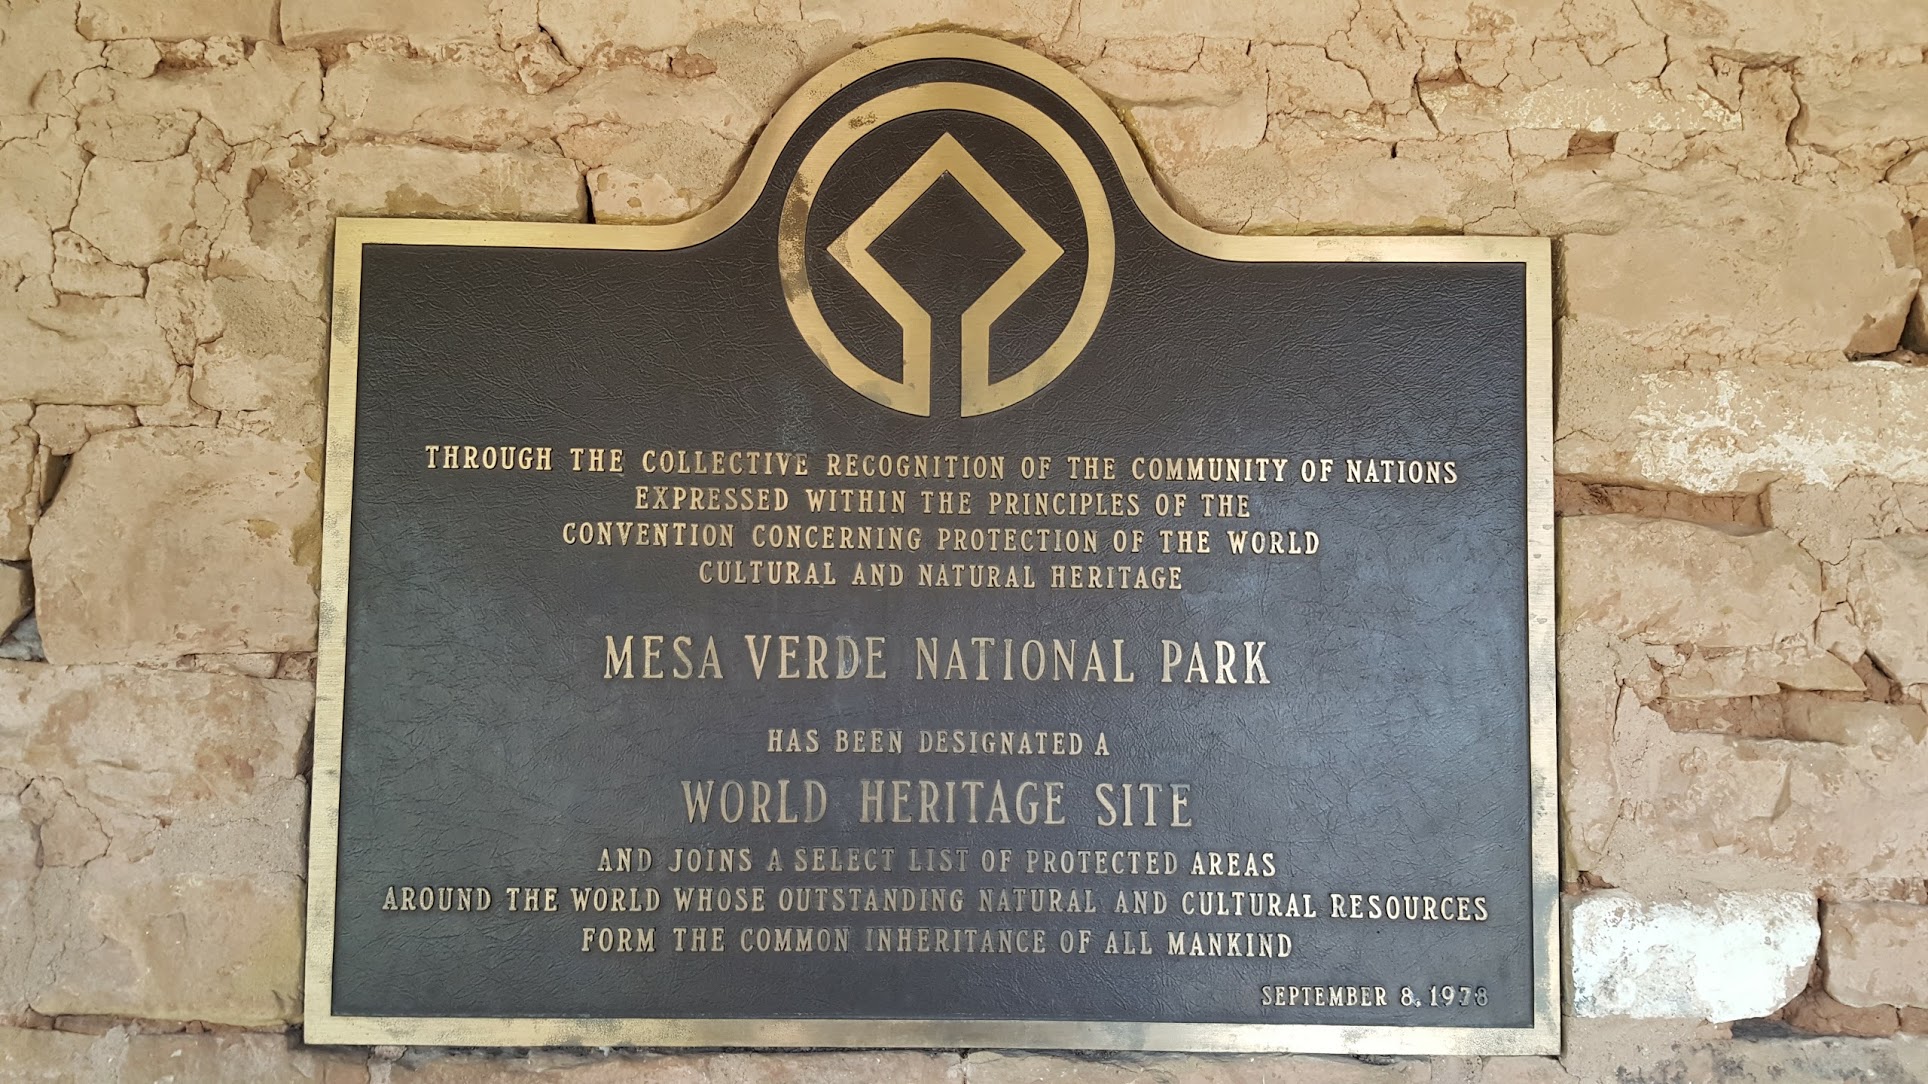 THROUGH THE COLLECTIVE RECOGNITION OF THE COMMUNITY OF NATIONS
EXPRESSED WITHIN THE PRINCIPLES OF THE
CONVENTION CONCERNING PROTECTION OF THE WORLD
CULTURAL AND NATURAL HERITAGE
MESA VERDE NATIONAL PARK
HAS BEEN DESIGNATED A
WORLD HERITAGE SITE
AND JOINS A SELECT LIST OF PROTECTED AREAS
AROUND THE WORLD WHOSE OUTSTANDING NATURAL AND CULTURAL RESOURCES
FORM THE COMMON INHERITANCE OF ALL MANKIND
SEPTEMBER 8, 1978